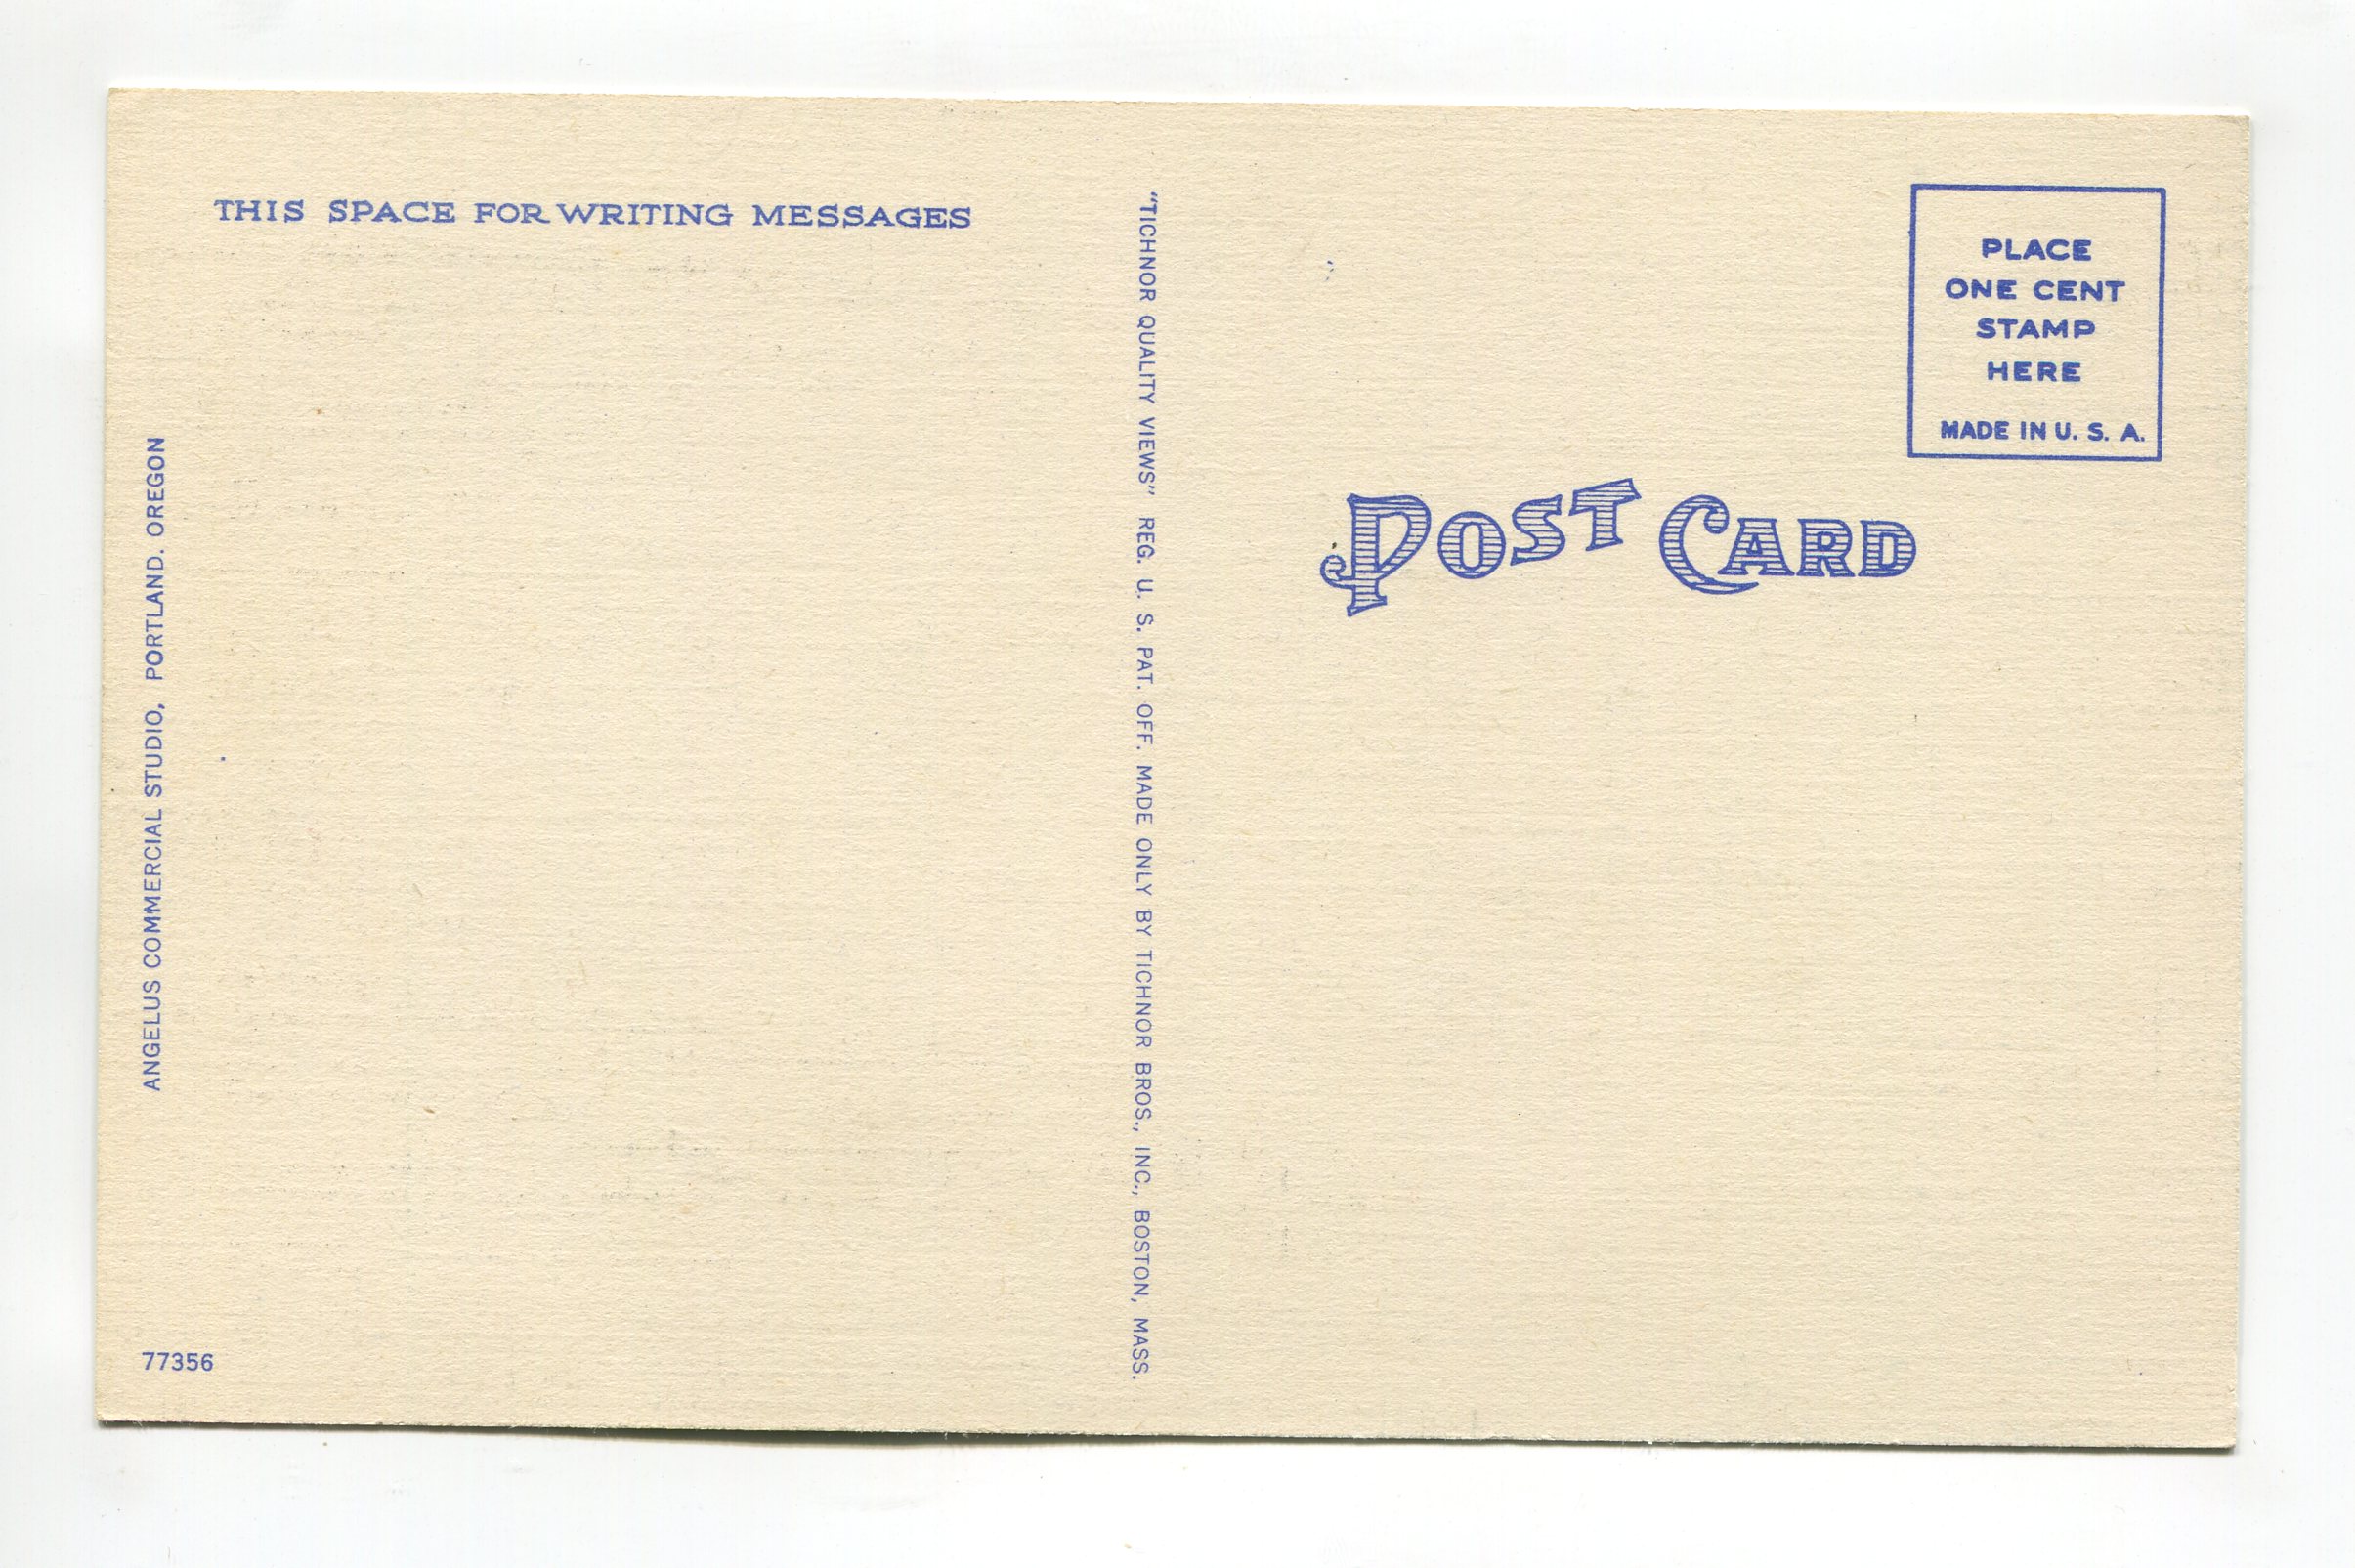 THIS SPACE FOR WRITING MESSAGES
ANGELUS COMMERCIAL STUDIO, PORTLAND. OREGON
77356
"TICHNOR QUALITY VIEWS" REG. U. S. PAT. OFF. MADE ONLY BY TICHNOR BROS., INC., BOSTON, MASS.
POST CARD
PLACE
ONE CENT
STAMP
HERE
MADE IN U. S. A.